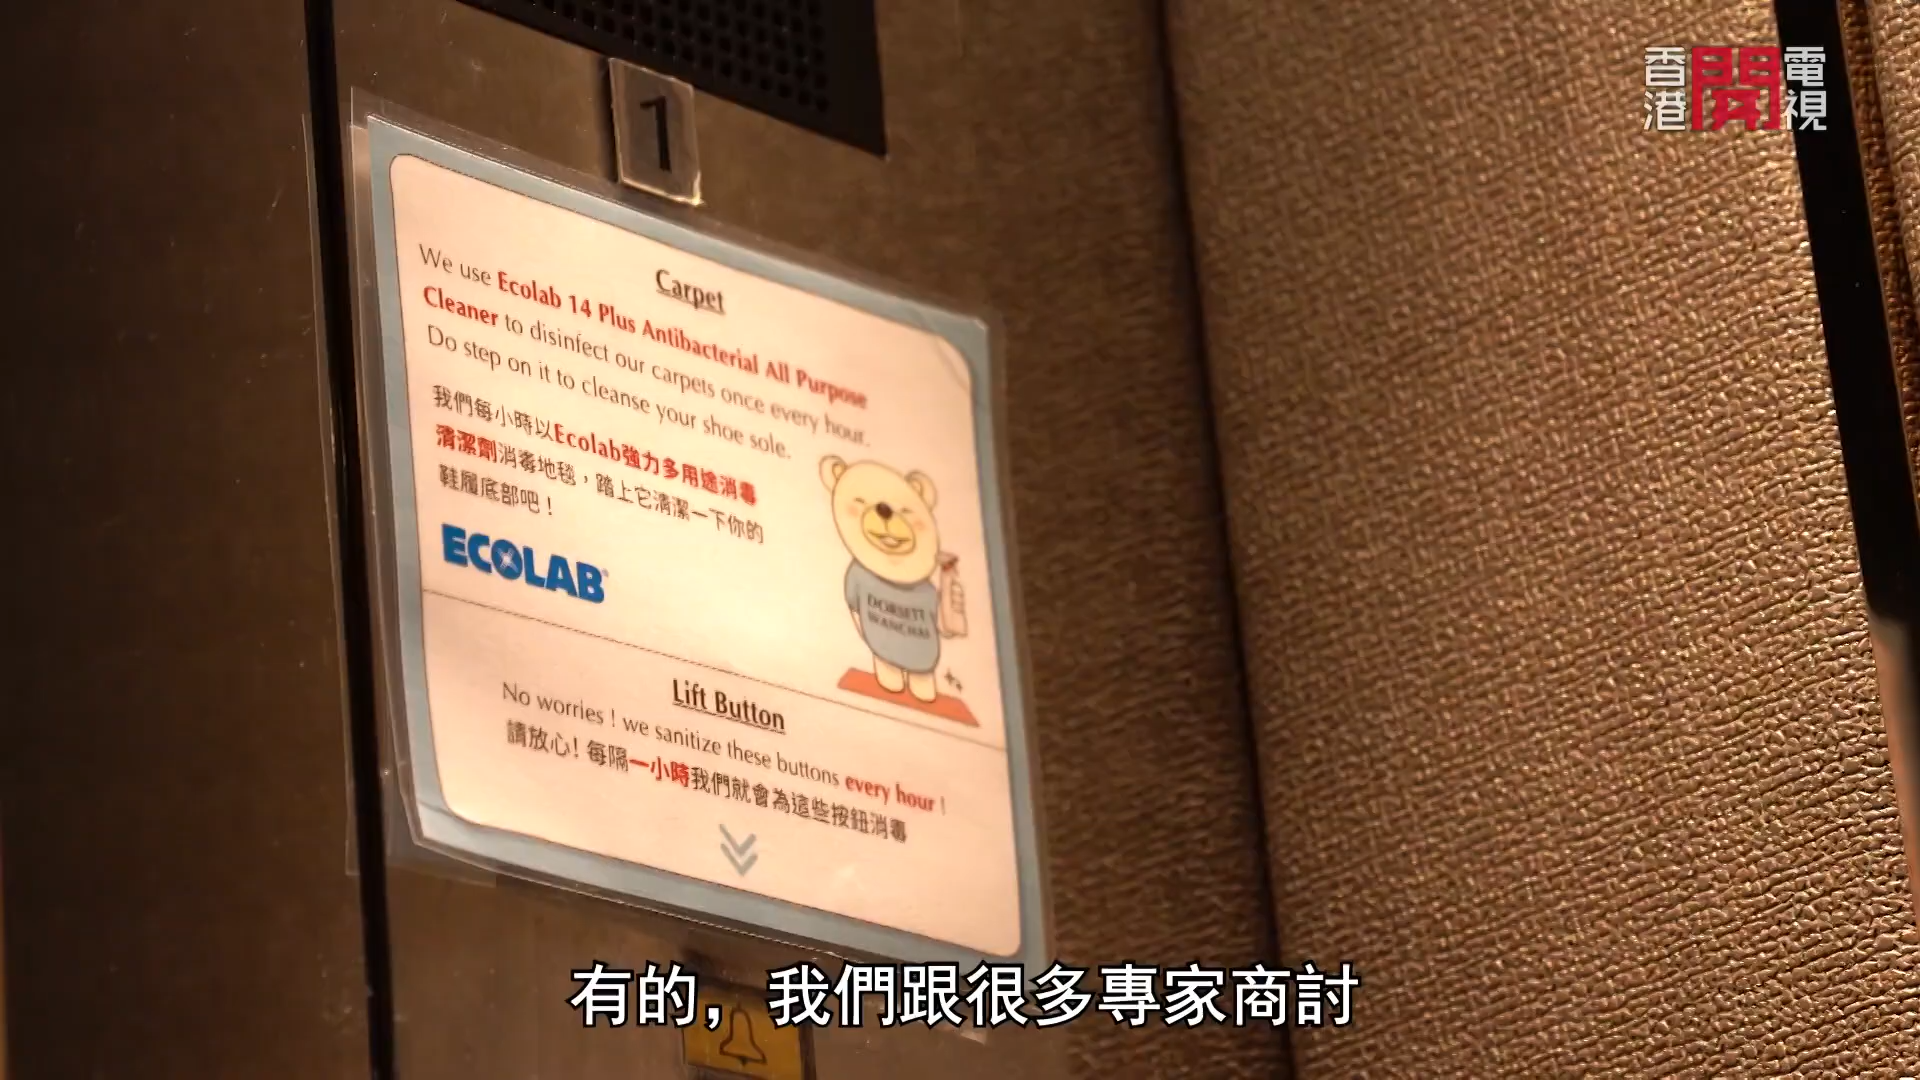 香港開電視
1
Carpet
We use Ecolab 14 Plus Antibacterial All Purpose
Cleaner to disinfect our carpets once every hour.
Do step on it to cleanse your shoe sole.
我們每小時以Ecolab強力多用途消毒
清潔劑消毒地毯，踏上它清潔一下你的
鞋履底部吧！
ECOLAB®
DORSETT
WANCHAI
Lift Button
No worries ! we sanitize these buttons every hour !
請放心! 每隔一小時我們就會為這些按鈕消毒
有的，我們跟很多專家商討